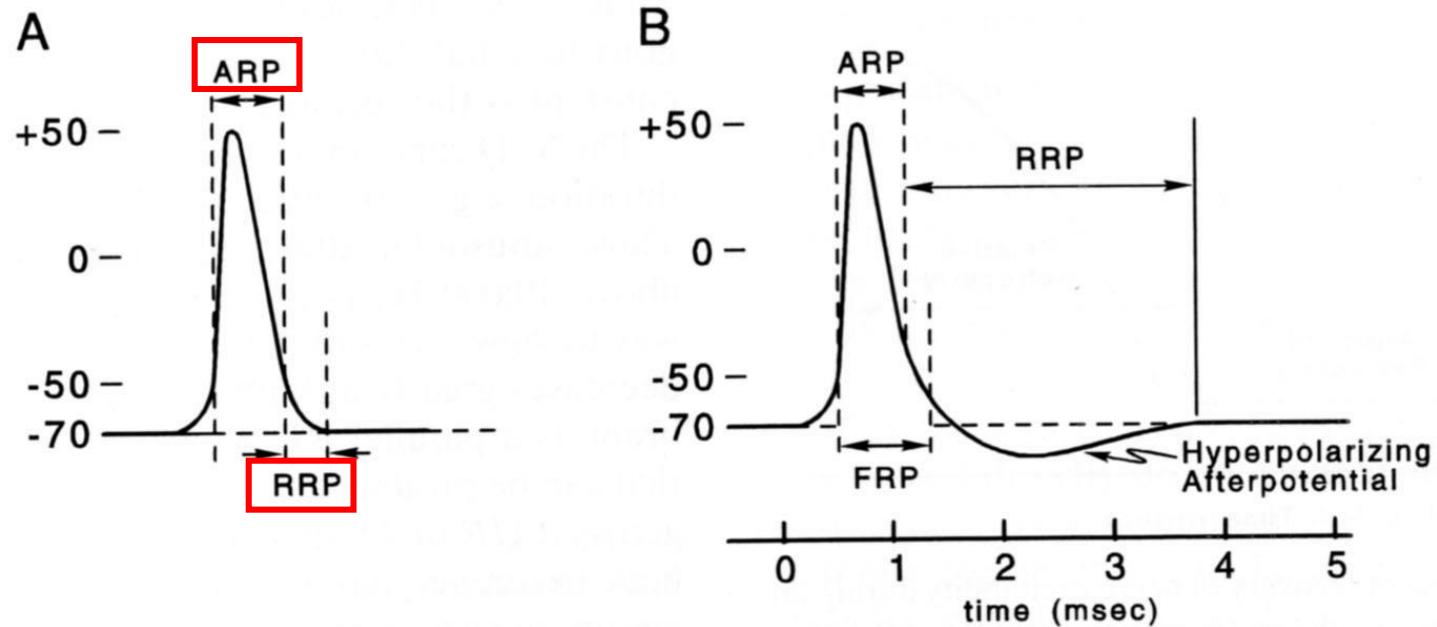 A
ARP
+50
0
-50
-70
RRP
B
ARP
+50
RRP
0
-50
-70
Hyperpolarizing
Afterpotential
FRP
0 1 2 3 4 5
time (msec)